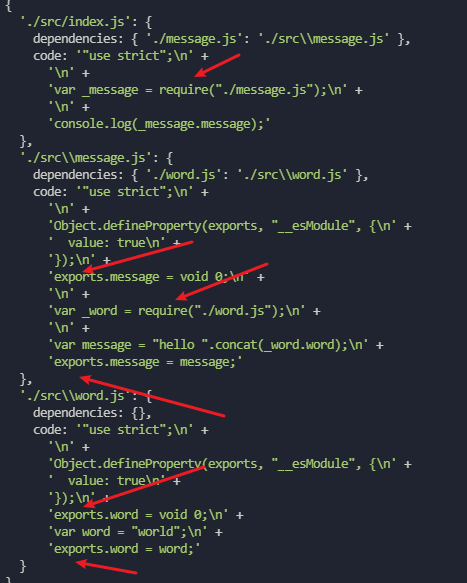 {
  './src/index.js': {
    dependencies: { './message.js': './src\\message.js' },
    code: '"use strict";\n' +
      '\n' +
      'var _message = require("./message.js");\n' +
      '\n' +
      'console.log(_message.message);'
  },
  './src\\message.js': {
    dependencies: { './word.js': './src\\word.js' },
    code: '"use strict";\n' +
      '\n' +
      'Object.defineProperty(exports, "__esModule", {\n' +
      '  value: true\n' +
      '});\n' +
      'exports.message = void 0;\n' +
      '\n' +
      'var _word = require("./word.js");\n' +
      '\n' +
      'var message = "hello ".concat(_word.word);\n' +
      'exports.message = message;'
  },
  './src\\word.js': {
    dependencies: {},
    code: '"use strict";\n' +
      '\n' +
      'Object.defineProperty(exports, "__esModule", {\n' +
      '  value: true\n' +
      '});\n' +
      'exports.word = void 0;\n' +
      'var word = "world";\n' +
      'exports.word = word;'
  }
}